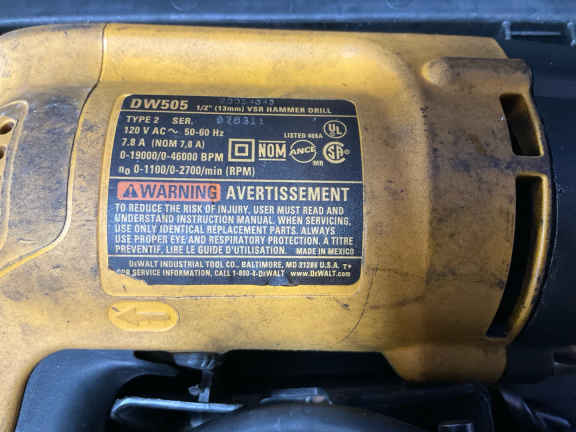 DW505 1/2" (13mm) VSR HAMMER DRILL
TYPE 2 SER.
120 V AC ~ 50-60 Hz
7.8 A (NOM 7,8 A)
LISTED
UL
0-19000/0-46000 BPM
NOM
ANCE
SA
n₀ 0-1100/0-2700/min (RPM)
WARNING AVERTISSEMENT
TO REDUCE THE RISK OF INJURY, USER MUST READ AND
UNDERSTAND INSTRUCTION MANUAL. WHEN SERVICING,
USE ONLY IDENTICAL REPLACEMENT PARTS. ALWAYS
USE PROPER EYE AND RESPIRATORY PROTECTION. À TITRE
PREVENTIF, LIRE LE GUIDE D'UTILISATION. MADE IN MEXICO
DEWALT INDUSTRIAL TOOL CO., BALTIMORE, MD 21286 U.S.A.
FOR SERVICE INFORMATION, CALL 1-800-4-DEWALT www.DEWALT.com